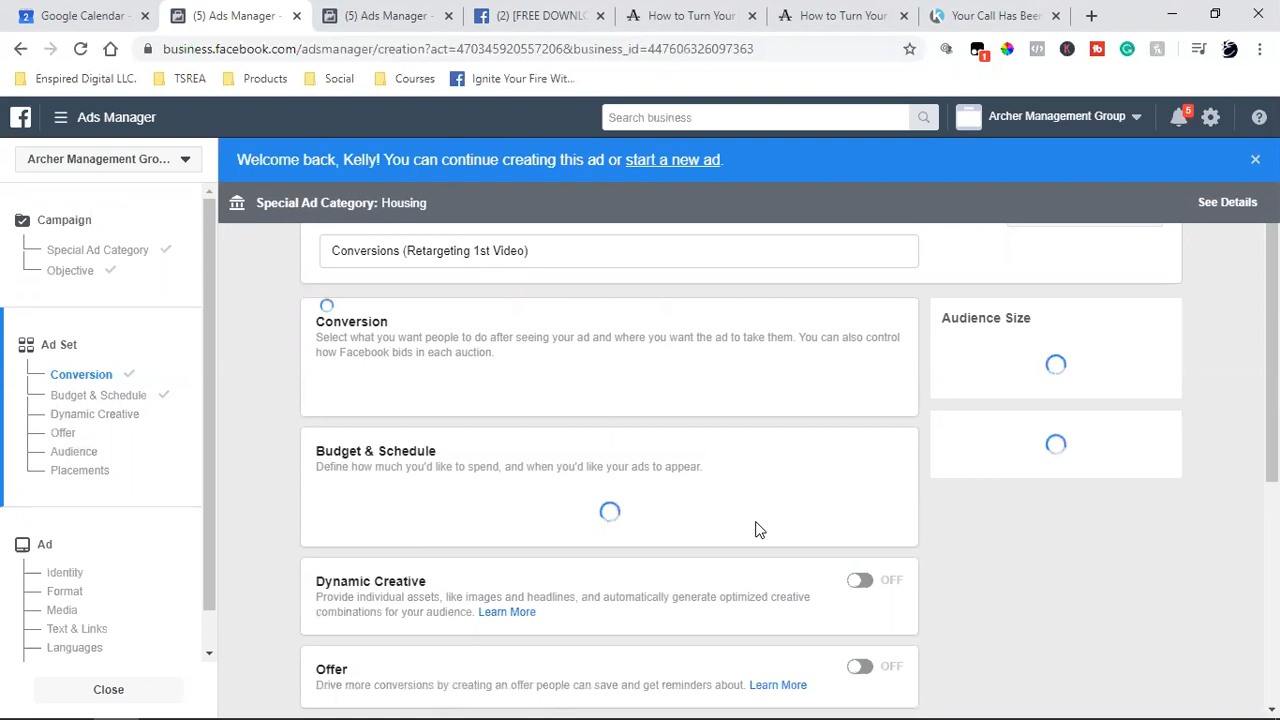 Google Calendar -
(5) Ads Manager -
(5) Ads Manager -
(2) [FREE DOWNL
How to Turn Your
How to Turn Your
Your Call Has Been
business.facebook.com/adsmanager/creation?act=470345920557206&business_id=447606326097363
1
Enspired Digital LLC.
TSREA
Products
Social
Courses
Ignite Your Fire Wit...
Ads Manager
Search business
Archer Management Group
5
Archer Management Gro...
Welcome back, Kelly! You can continue creating this ad or start a new ad.
Special Ad Category: Housing
See Details
Campaign
Special Ad Category
Objective
Ad Set
Conversion
Budget & Schedule
Dynamic Creative
Offer
Audience
Placements
Ad
Identity
Format
Media
Text & Links
Languages
Close
Conversions (Retargeting 1st Video)
Conversion
Select what you want people to do after seeing your ad and where you want the ad to take them. You can also control
how Facebook bids in each auction.
Budget & Schedule
Define how much you'd like to spend, and when you'd like your ads to appear.
Dynamic Creative
OFF
Provide individual assets, like images and headlines, and automatically generate optimized creative
combinations for your audience. Learn More
Offer
OFF
Drive more conversions by creating an offer people can save and get reminders about. Learn More
Audience Size